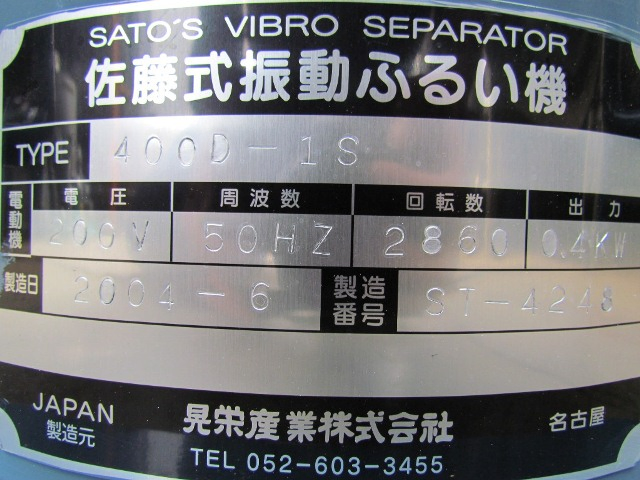 SATO'S VIBRO SEPARATOR
佐藤式振動ふるい機
TYPE 400D-1S
電動機 電圧 周波数 回転数 出力
200V 50HZ 2860 0.4KW
製造日 2004-6 製造番号 ST-4248
JAPAN 晃栄産業株式会社 名古屋
製造元
TEL 052-603-3455